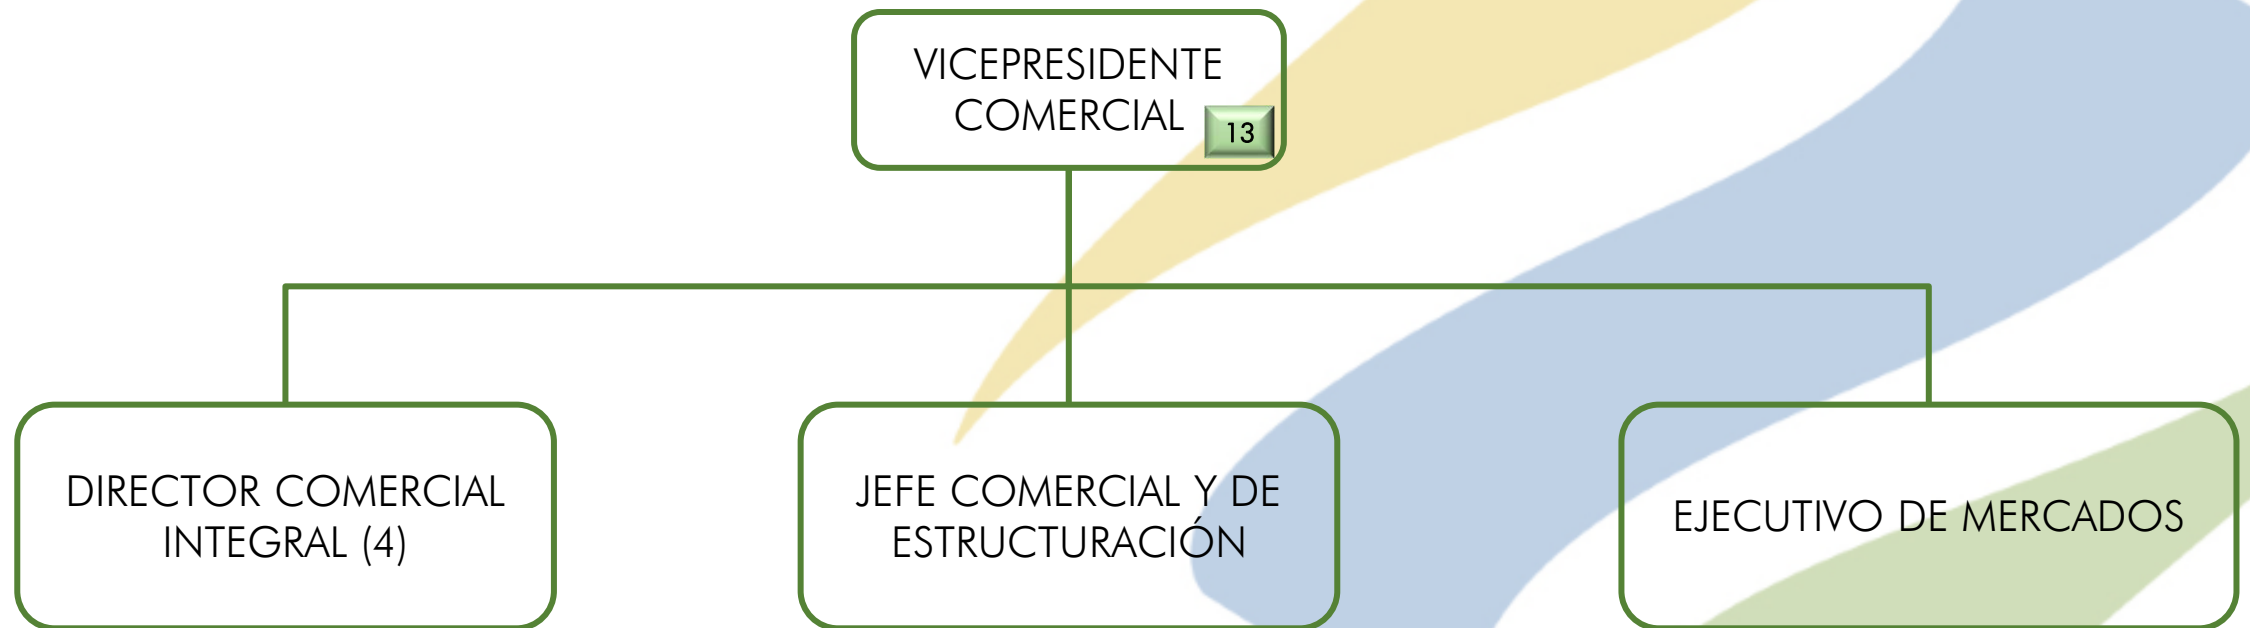 VICEPRESIDENTE
COMERCIAL
13
DIRECTOR COMERCIAL
INTEGRAL (4)
JEFE COMERCIAL Y DE
ESTRUCTURACIÓN
EJECUTIVO DE MERCADOS